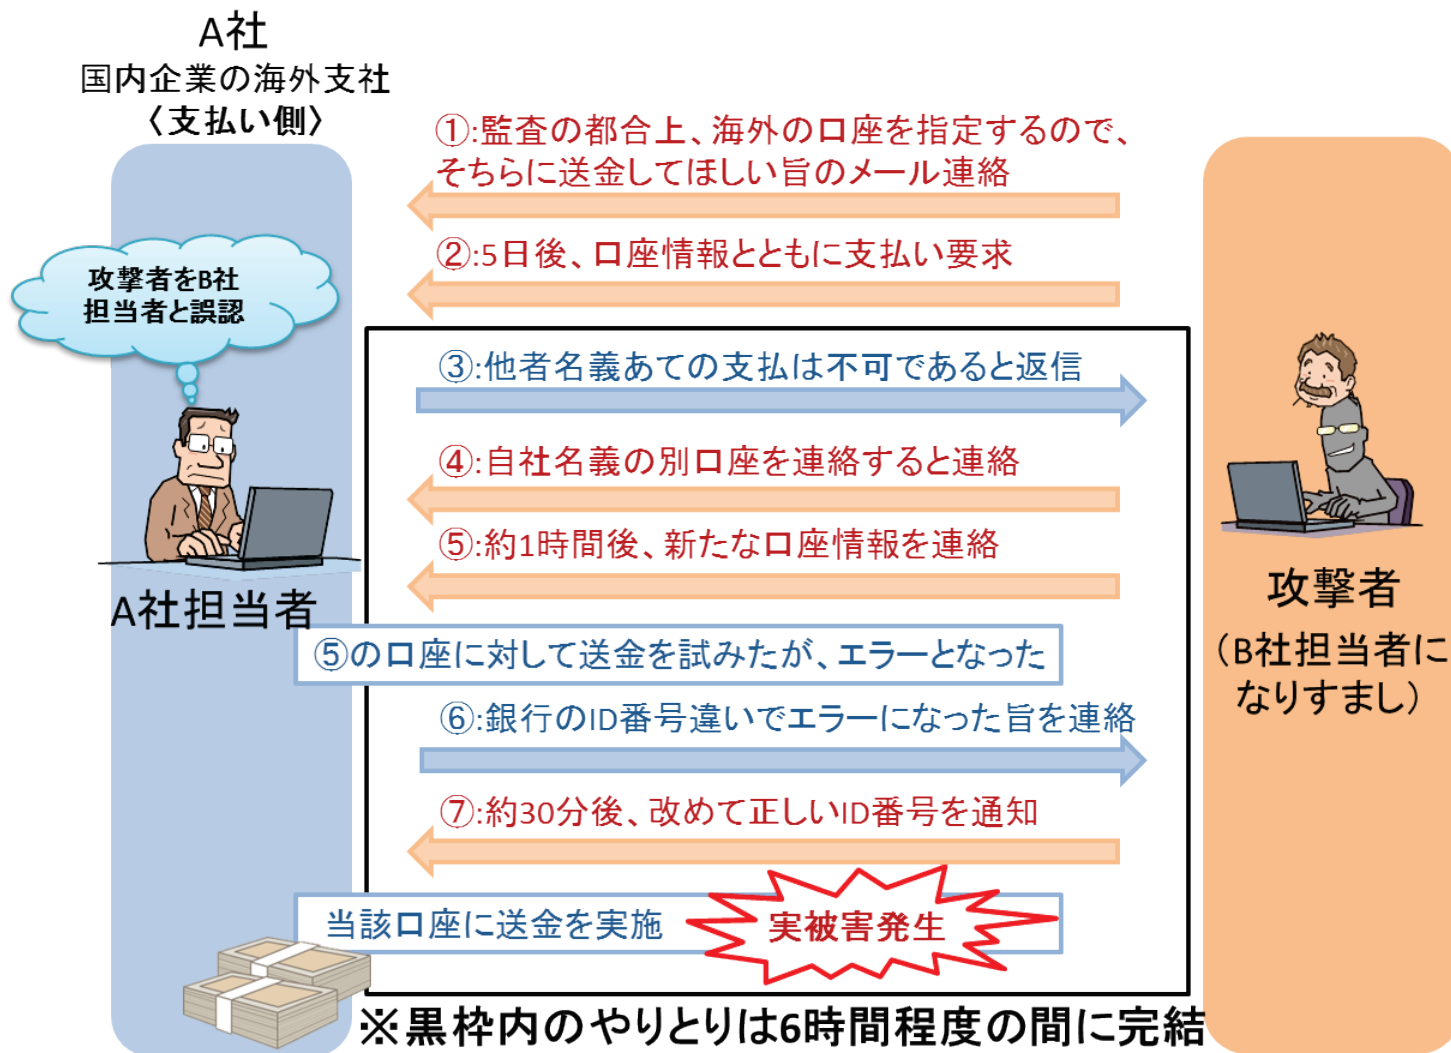 A社
国内企業の海外支社
〈支払い側〉
①:監査の都合上、海外の口座を指定するので、
そちらに送金してほしい旨のメール連絡
②:5日後、口座情報とともに支払い要求
攻撃者をB社
担当者と誤認
③:他者名義あての支払は不可であると返信
④:自社名義の別口座を連絡すると連絡
⑤:約1時間後、新たな口座情報を連絡
A社担当者
攻撃者
(B社担当者に
なりすまし)
⑤の口座に対して送金を試みたが、エラーとなった
⑥:銀行のID番号違いでエラーになった旨を連絡
⑦:約30分後、改めて正しいID番号を通知
当該口座に送金を実施
実被害発生
※黒枠内のやりとりは6時間程度の間に完結